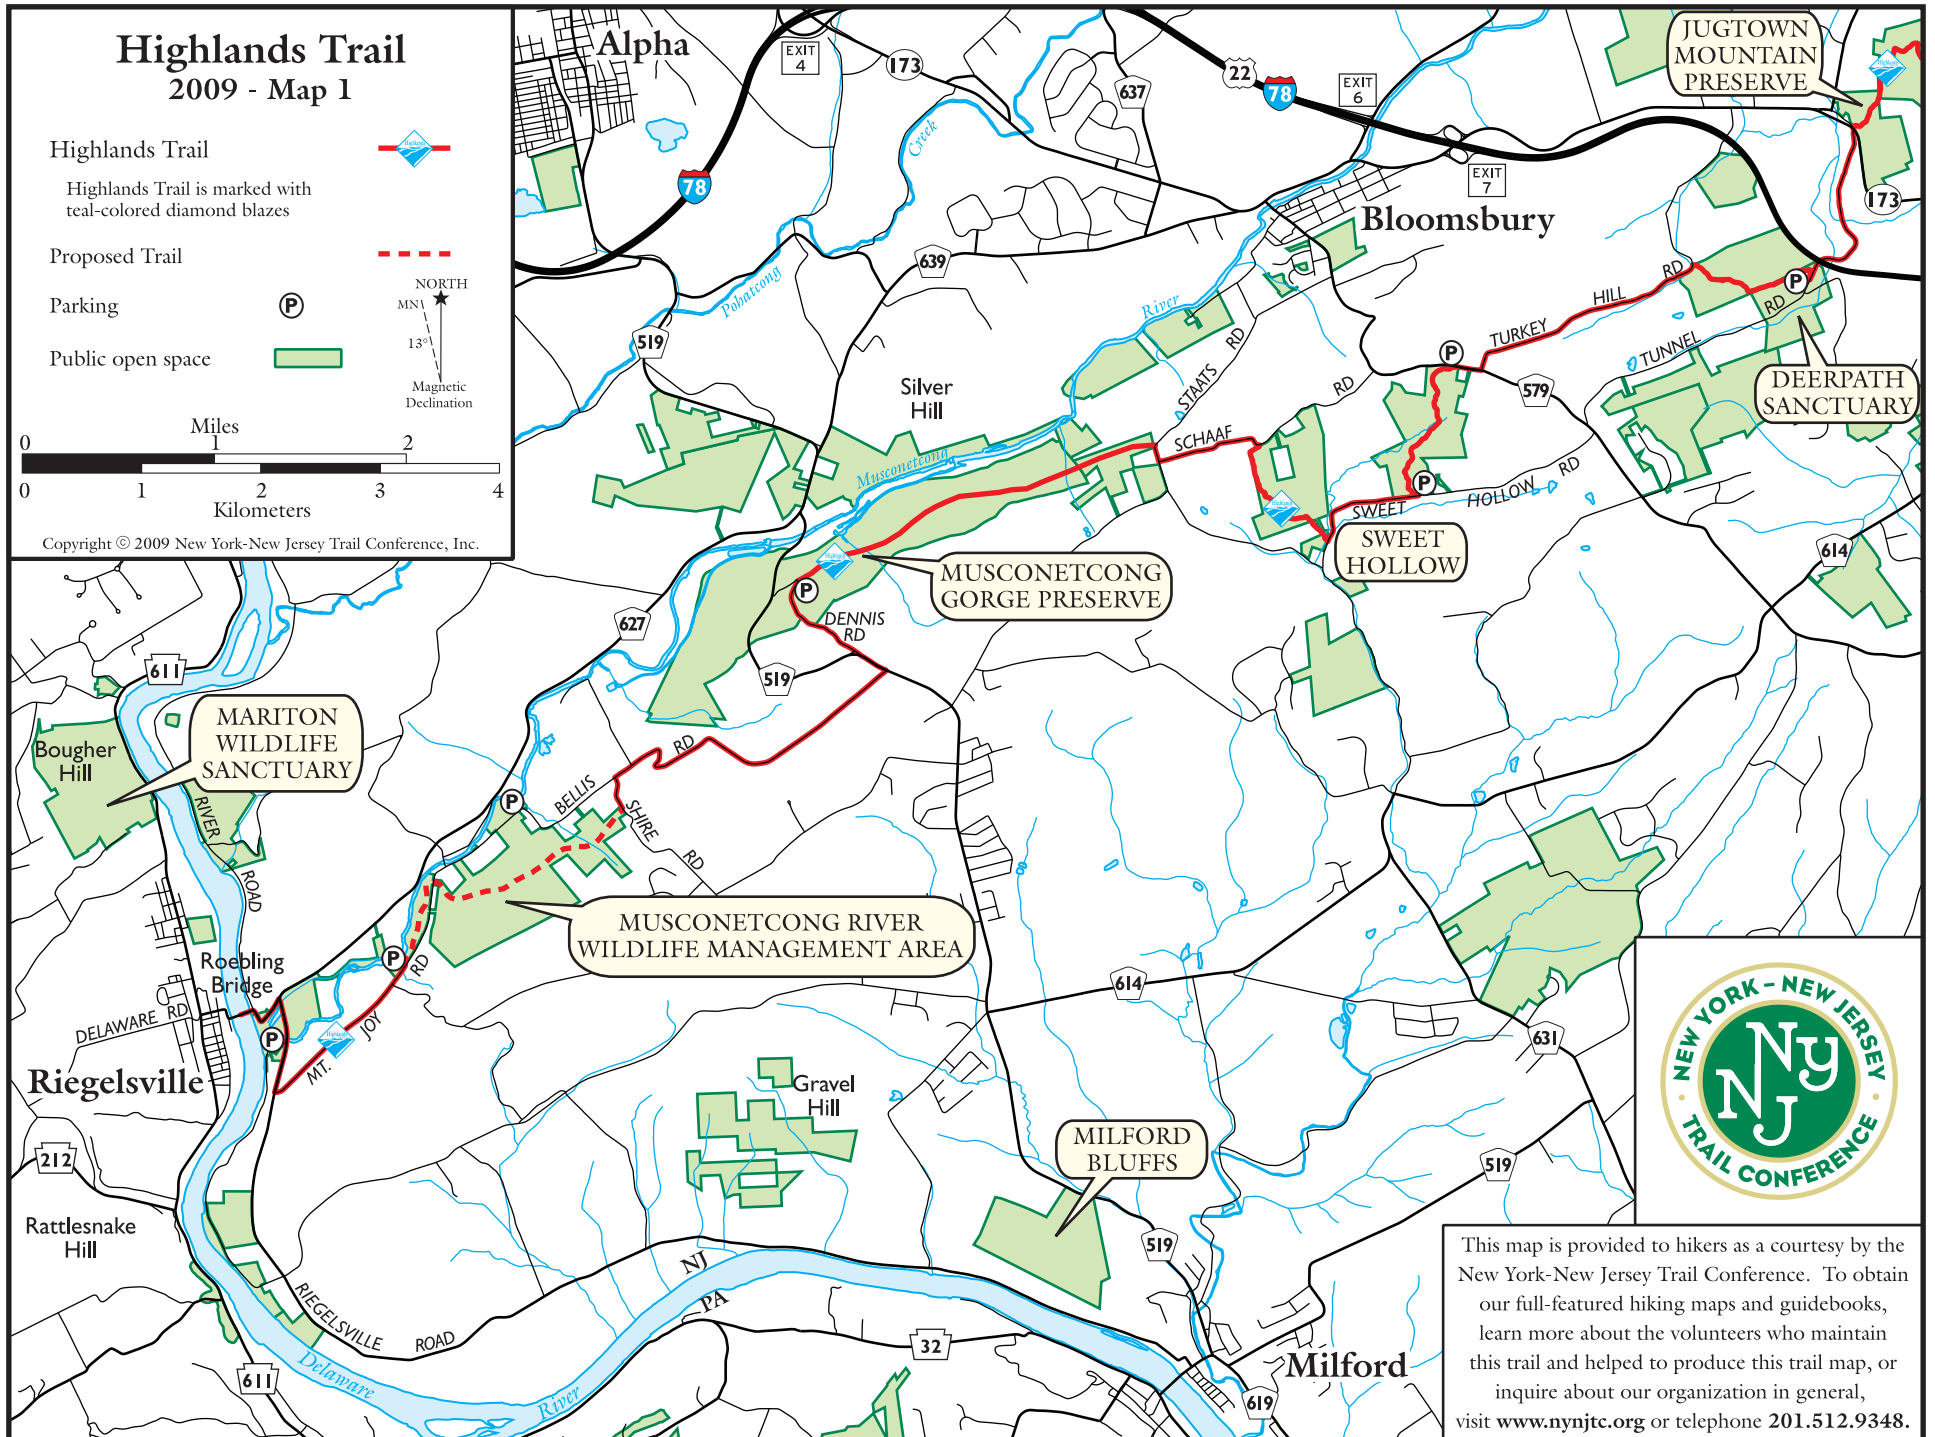 Highlands Trail
2009 - Map 1
Highlands Trail
Highlands Trail is marked with
teal-colored diamond blazes
Proposed Trail
Parking
P
Public open space
NORTH
MN
13°
Magnetic
Declination
Miles
0 1 2
0 1 2 3 4
Kilometers
Copyright © 2009 New York-New Jersey Trail Conference, Inc.
Alpha
EXIT
4
173
637
22
78
EXIT
6
JUGTOWN
MOUNTAIN
PRESERVE
Highlands
Creek
78
EXIT
7
173
Bloomsbury
639
Pohatcong
River
RD
HILL
TURKEY
P
RD
TUNNEL
519
STAATS
RD
P
579
DEERPATH
SANCTUARY
Silver
Hill
RD
SCHAAF
Musconetcong
Highlands
P
SWEET
HOLLOW
RD
SWEET
HOLLOW
614
MUSCONETCONG
GORGE PRESERVE
Highlands
P
DENNIS
RD
627
519
611
MARITON
WILDLIFE
SANCTUARY
Bougher
Hill
RD
BELLIS
P
SHIRE
RD
RIVER
ROAD
MUSCONETCONG RIVER
WILDLIFE MANAGEMENT AREA
P
RD
Roebling
Bridge
DELAWARE RD
P
Highlands
JOY
MT.
Riegelsville
614
631
Gravel
Hill
MILFORD
BLUFFS
212
519
Rattlesnake
Hill
519
NJ
PA
RIEGELSVILLE
ROAD
32
Delaware
River
611
Milford
619
NEW YORK - NEW JERSEY
NY
NJ
TRAIL CONFERENCE
This map is provided to hikers as a courtesy by the
New York-New Jersey Trail Conference. To obtain
our full-featured hiking maps and guidebooks,
learn more about the volunteers who maintain
this trail and helped to produce this trail map, or
inquire about our organization in general,
visit www.nynjtc.org or telephone 201.512.9348.